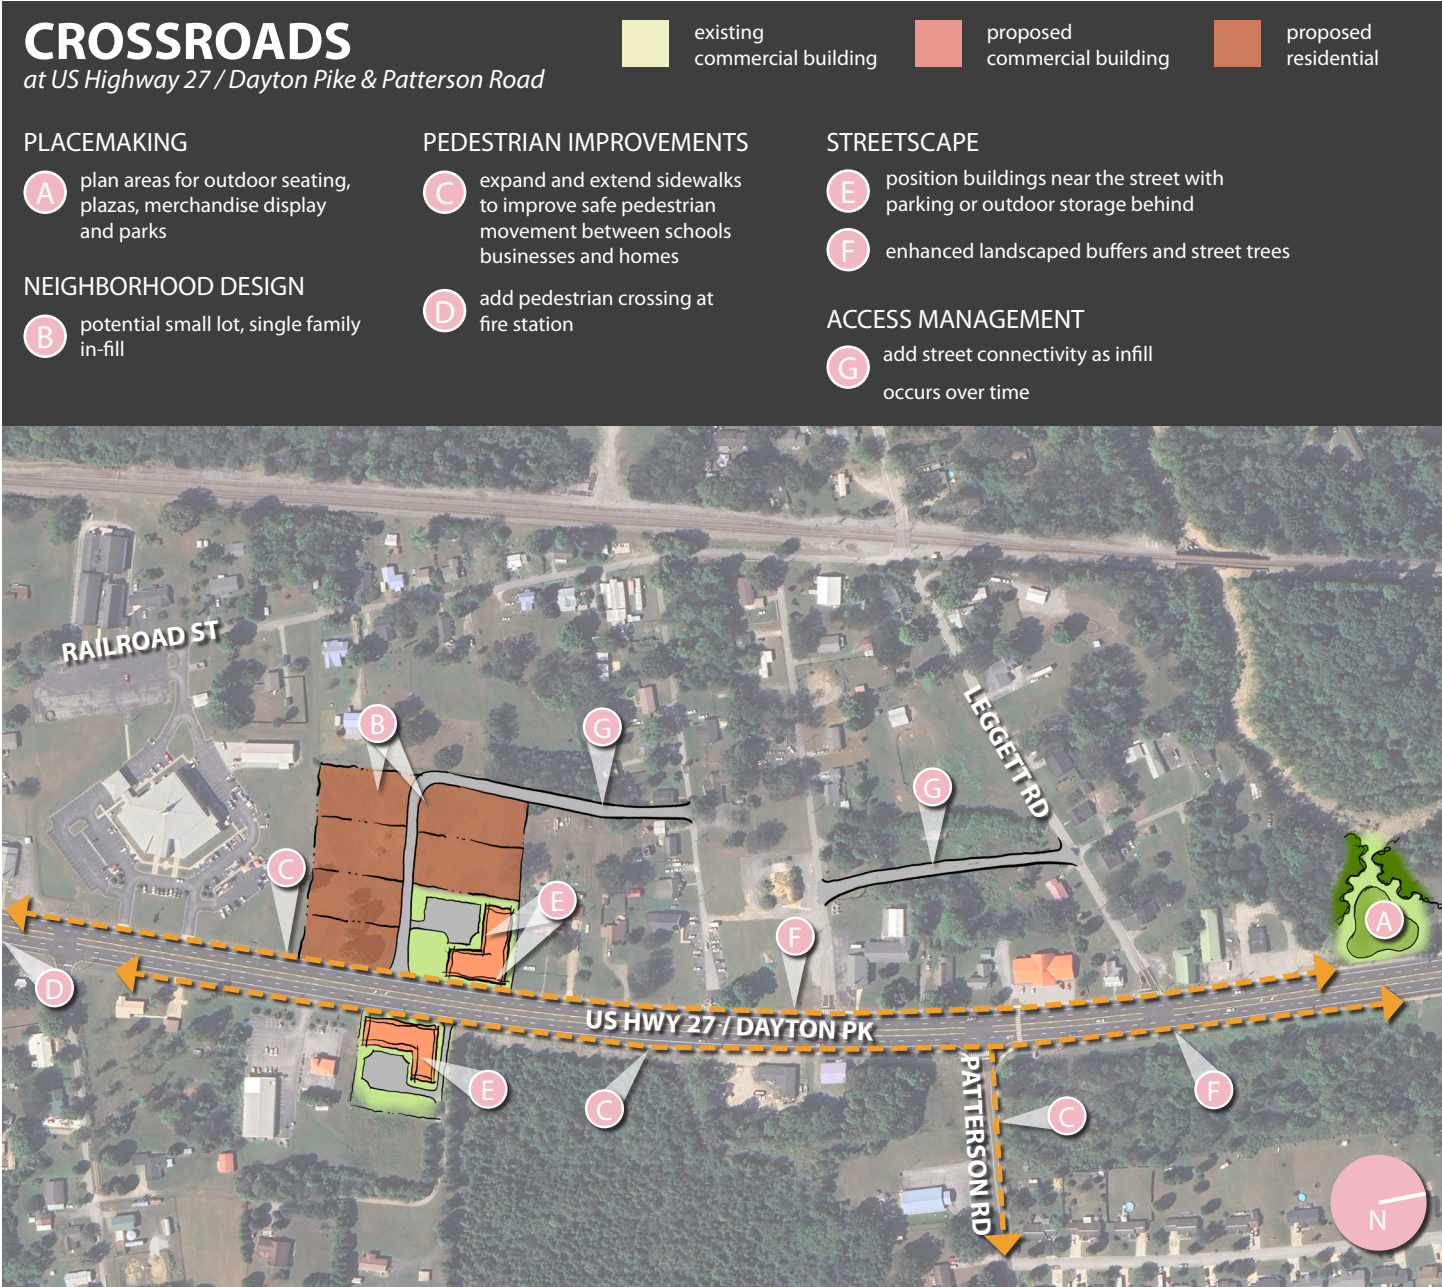 CROSSROADS
at US Highway 27 / Dayton Pike & Patterson Road
existing
commercial building
proposed
commercial building
proposed
residential
PLACEMAKING
A
plan areas for outdoor seating,
plazas, merchandise display
and parks
NEIGHBORHOOD DESIGN
B
potential small lot, single family
in-fill
PEDESTRIAN IMPROVEMENTS
C
expand and extend sidewalks
to improve safe pedestrian
movement between schools
businesses and homes
D
add pedestrian crossing at
fire station
STREETSCAPE
E
position buildings near the street with
parking or outdoor storage behind
F
enhanced landscaped buffers and street trees
ACCESS MANAGEMENT
G
add street connectivity as infill
occurs over time
RAILROAD ST
B
G
LEGGETT RD
G
C
E
A
F
D
US HWY 27 / DAYTON PK
E
C
PATTERSON RD
C
F
N